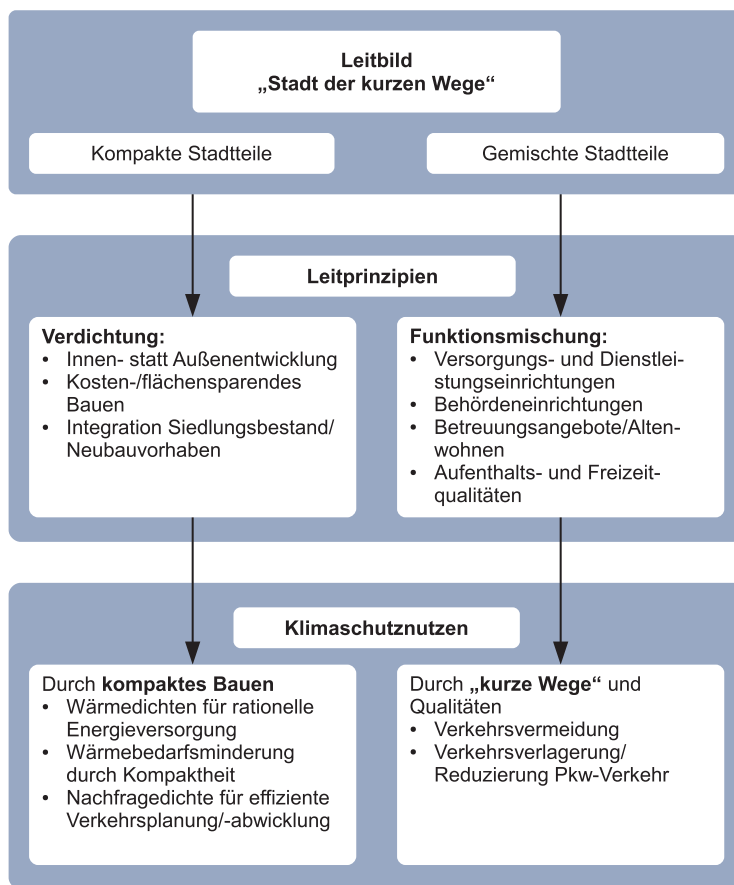 Leitbild
„Stadt der kurzen Wege“
Kompakte Stadtteile
Gemischte Stadtteile
Leitprinzipien
Verdichtung:
• Innen- statt Außenentwicklung
• Kosten-/flächensparendes
Bauen
• Integration Siedlungsbestand/
Neubauvorhaben
Funktionsmischung:
• Versorgungs- und Dienstlei-
stungseinrichtungen
• Behördeneinrichtungen
• Betreuungsangebote/Alten-
wohnen
• Aufenthalts- und Freizeit-
qualitäten
Klimaschutznutzen
Durch kompaktes Bauen
• Wärmedichten für rationelle
Energieversorgung
• Wärmebedarfsminderung
durch Kompaktheit
• Nachfragedichte für effiziente
Verkehrsplanung/-abwicklung
Durch „kurze Wege“ und
Qualitäten
• Verkehrsvermeidung
• Verkehrsverlagerung/
Reduzierung Pkw-Verkehr